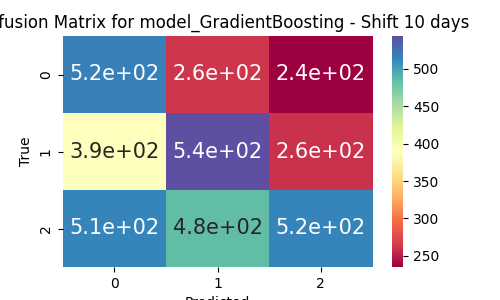 fusion Matrix for model_GradientBoosting - Shift 10 days
0 5.2e+02 2.6e+02 2.4e+02
1 3.9e+02 5.4e+02 2.6e+02
2 5.1e+02 4.8e+02 5.2e+02
True
0 1 2
Predicted
500
450
400
350
300
250